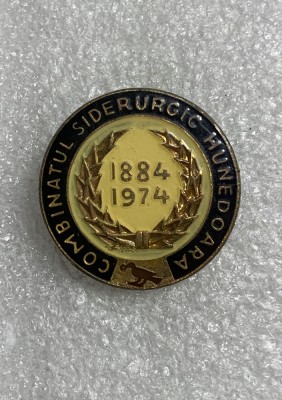 COMBINATUL SIDERURGIC HUNEDOARA
1884
1974